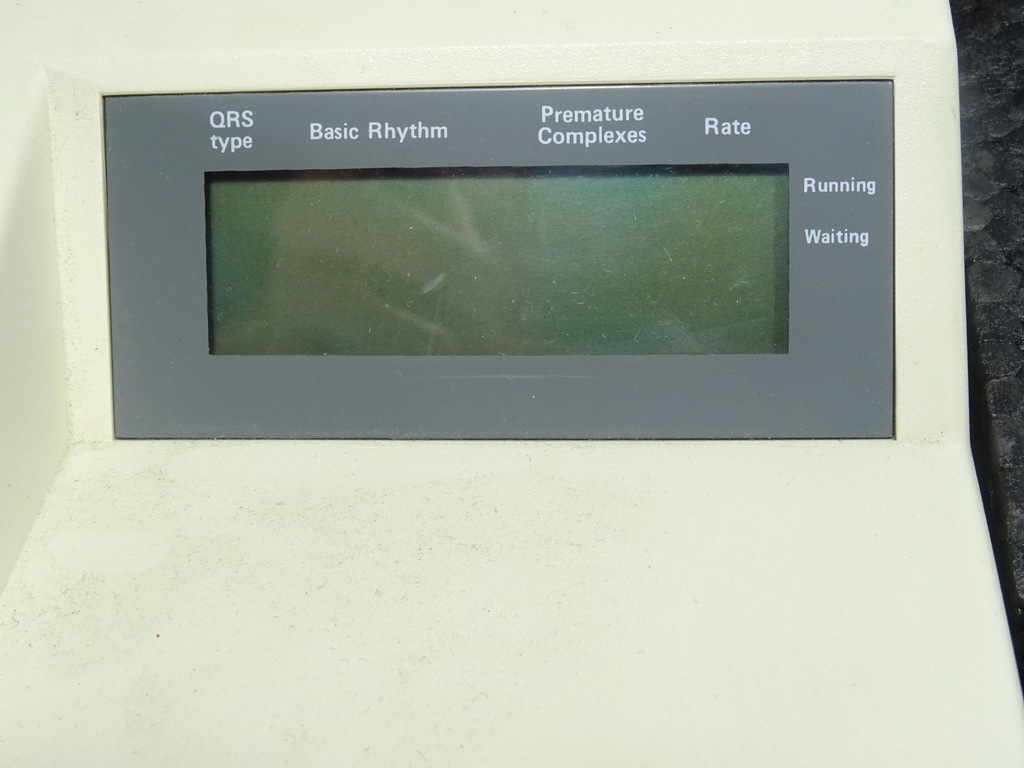 QRS
type
Basic Rhythm
Premature
Complexes
Rate
Running
Waiting